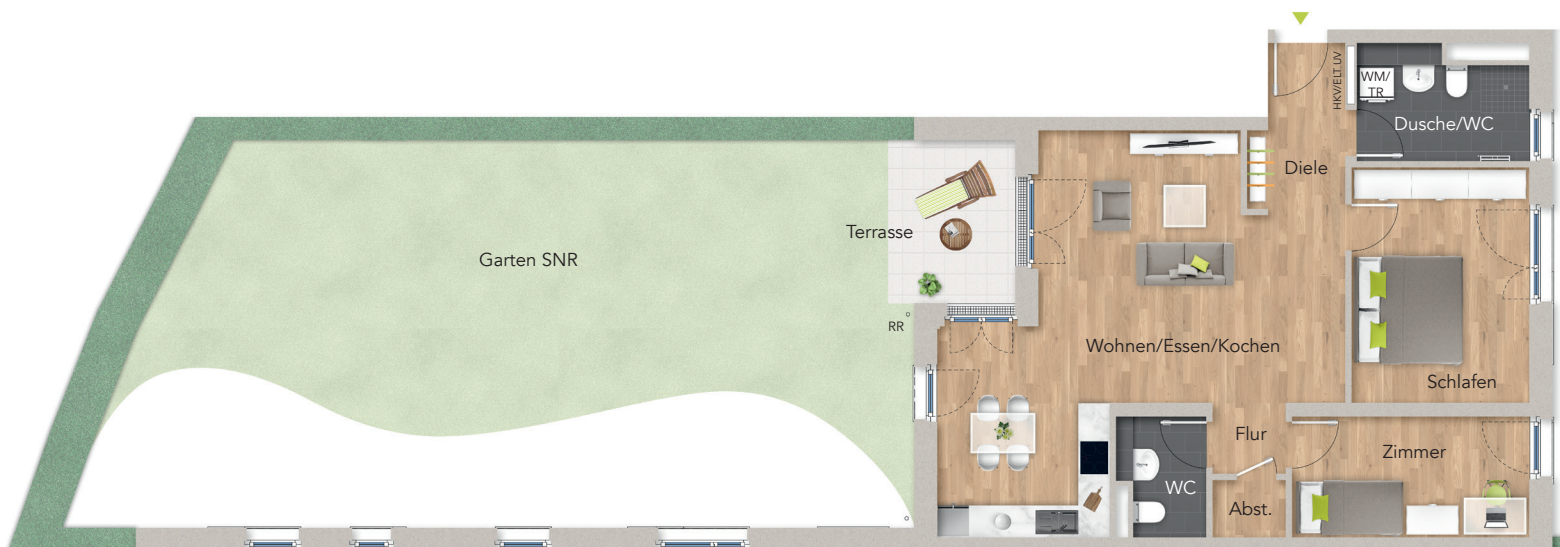 HKV/ELT.UV
WM/
TR
Dusche/WC
Diele
Terrasse
Garten SNR
RR
Wohnen/Essen/Kochen
Schlafen
Flur
Zimmer
WC
Abst.